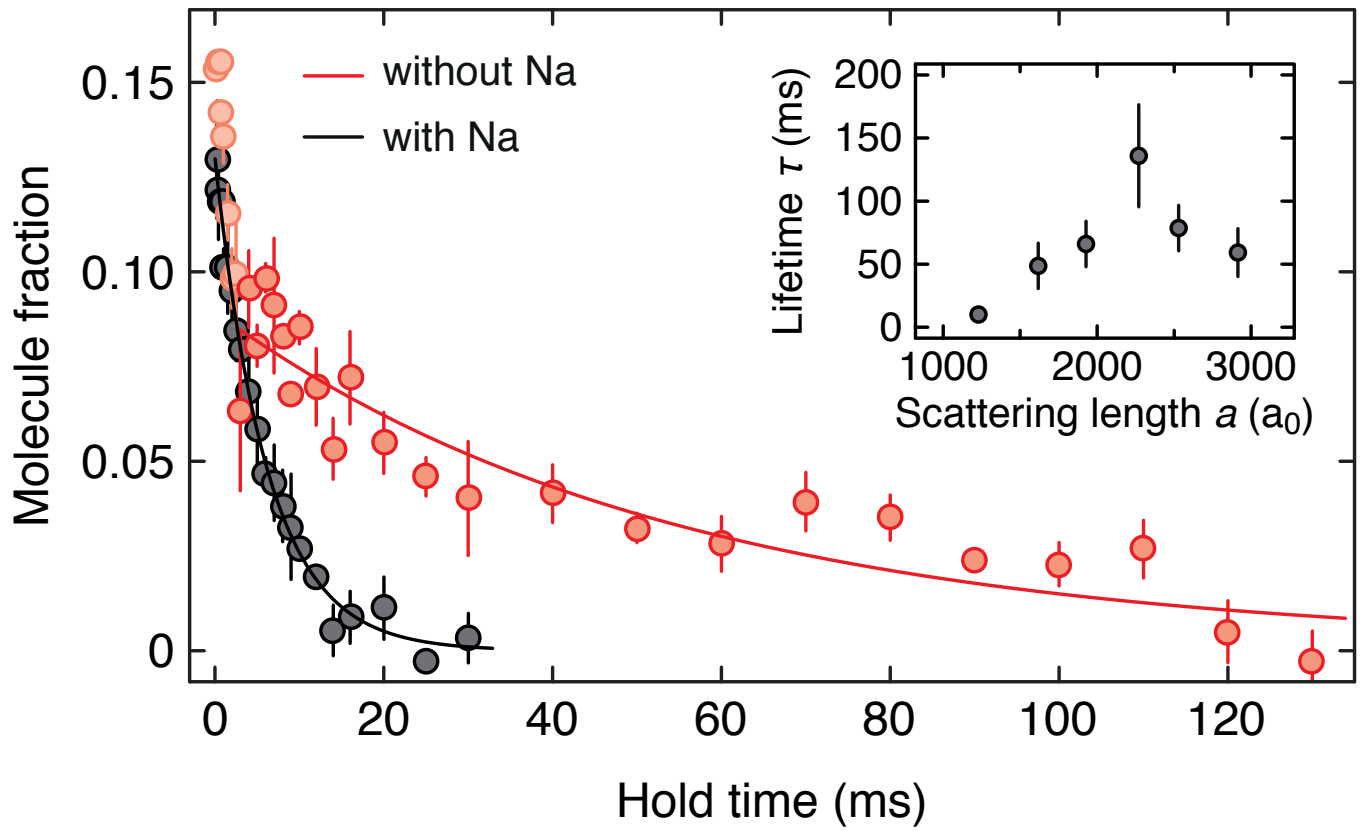 without Na
with Na
Molecule fraction
0.15
0.10
0.05
0
0 20 40 60 80 100 120
Hold time (ms)
Lifetime τ (ms)
200
150
100
50
0
1000 2000 3000
Scattering length a (a₀)